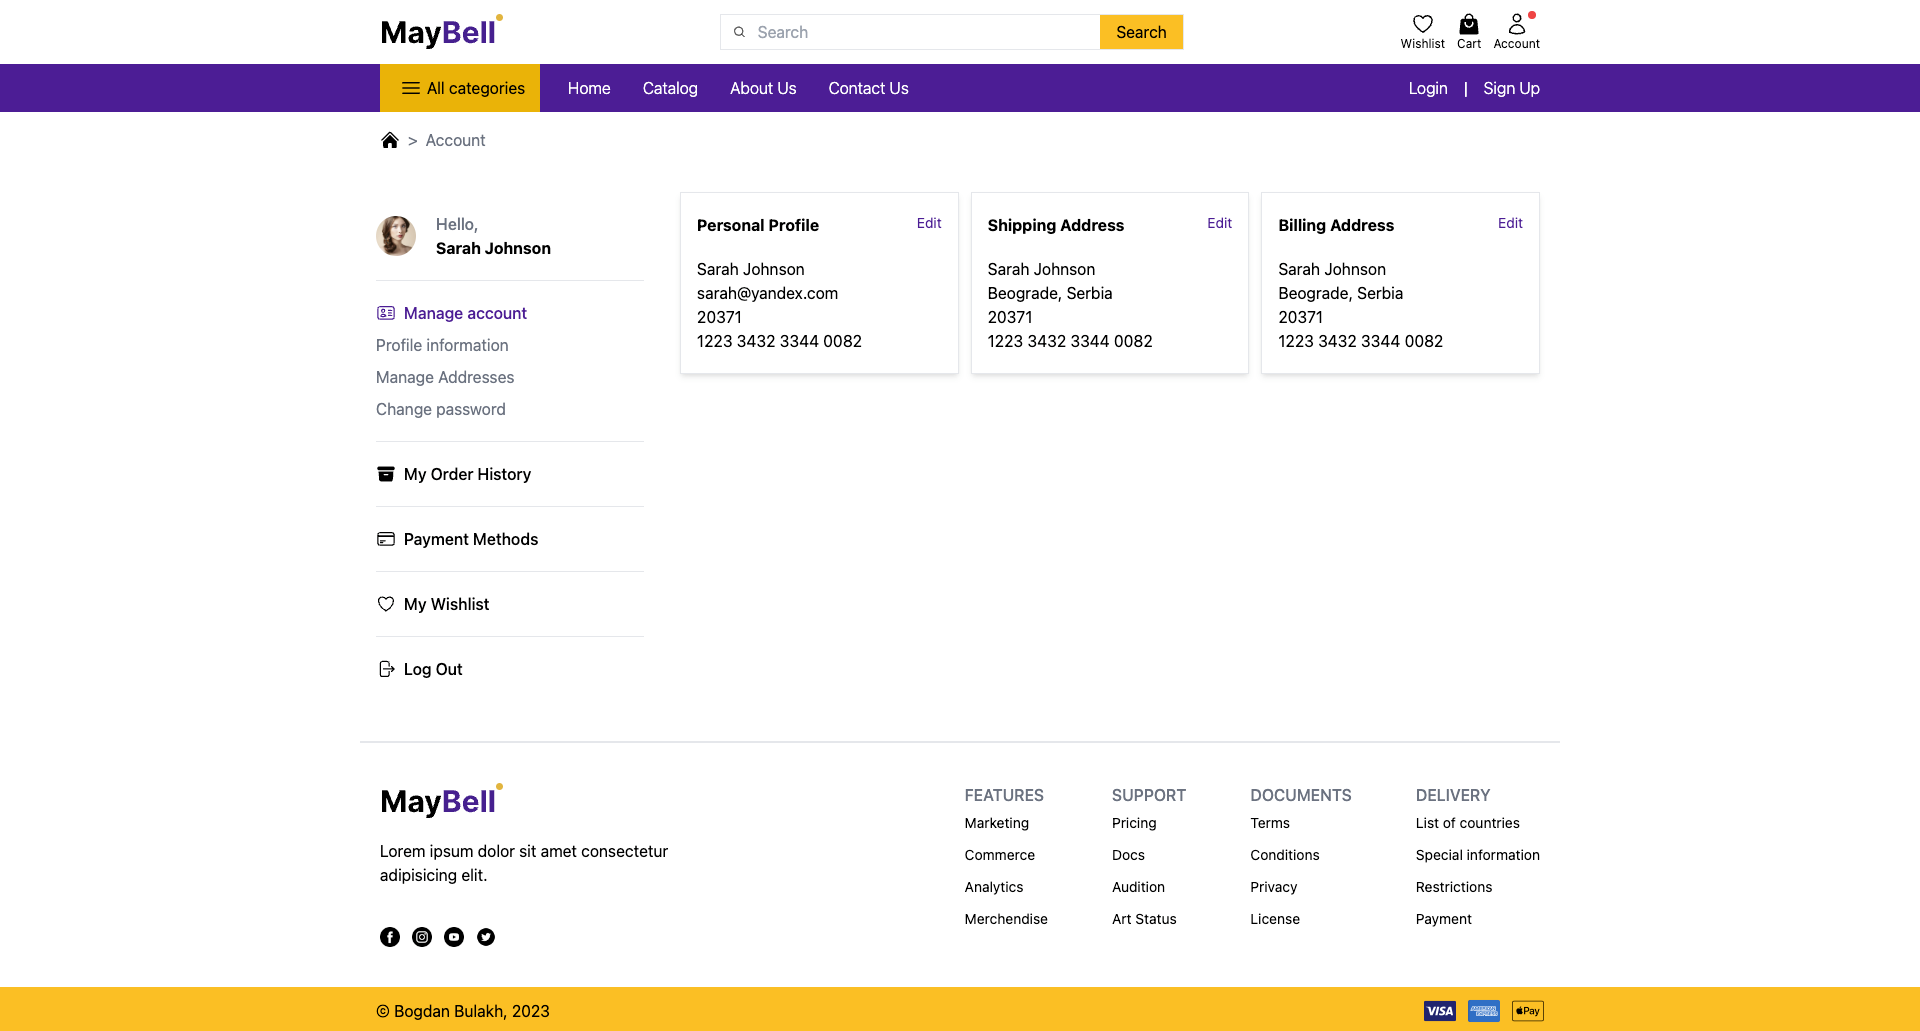 MayBell
Search
Search
Wishlist
Cart
Account
All categories
Home
Catalog
About Us
Contact Us
Login | Sign Up
> Account
Hello,
Sarah Johnson
Manage account
Profile information
Manage Addresses
Change password
My Order History
Payment Methods
My Wishlist
Log Out
Personal Profile
Edit
Sarah Johnson
sarah@yandex.com
20371
1223 3432 3344 0082
Shipping Address
Edit
Sarah Johnson
Beograde, Serbia
20371
1223 3432 3344 0082
Billing Address
Edit
Sarah Johnson
Beograde, Serbia
20371
1223 3432 3344 0082
MayBell
Lorem ipsum dolor sit amet consectetur
adipisicing elit.
FEATURES
Marketing
Commerce
Analytics
Merchendise
SUPPORT
Pricing
Docs
Audition
Art Status
DOCUMENTS
Terms
Conditions
Privacy
License
DELIVERY
List of countries
Special information
Restrictions
Payment
© Bogdan Bulakh, 2023
VISA
AMERICAN EXPRESS
Pay